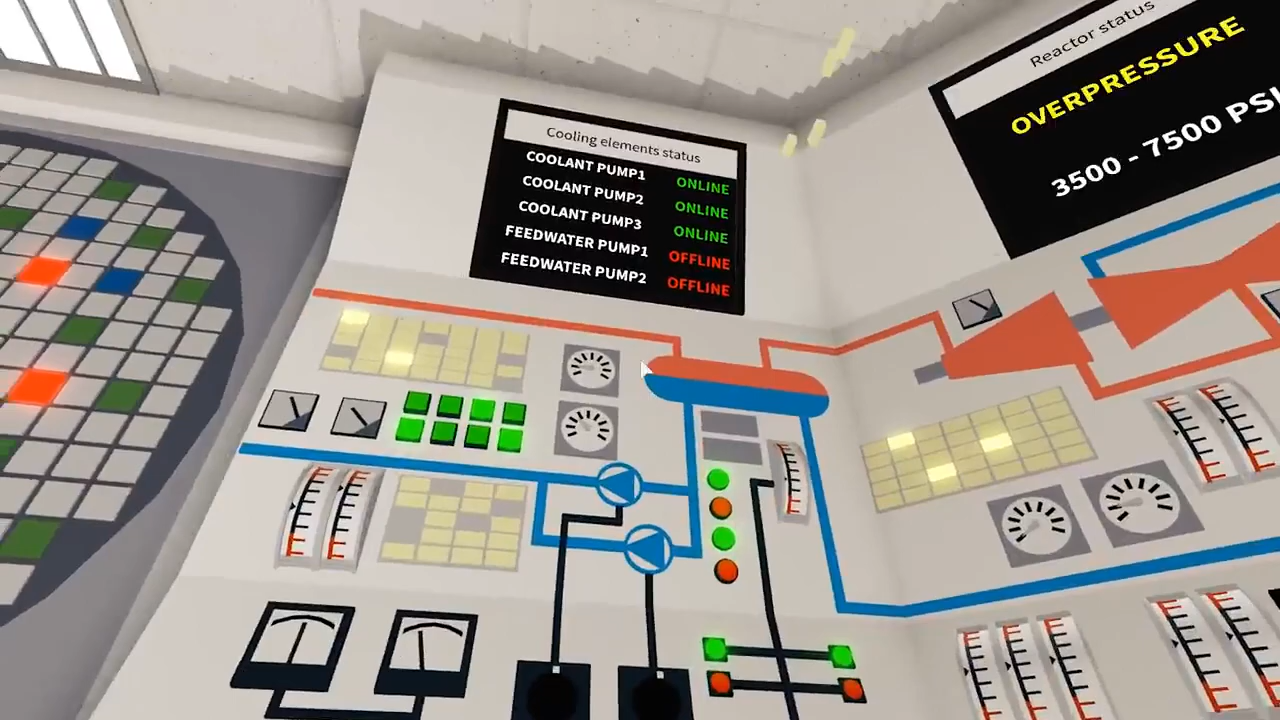 Cooling elements status
COOLANT PUMP1 ONLINE
COOLANT PUMP2 ONLINE
COOLANT PUMP3 ONLINE
FEEDWATER PUMP1 OFFLINE
FEEDWATER PUMP2 OFFLINE
Reactor status
OVERPRESSURE
3500 - 7500 PSI